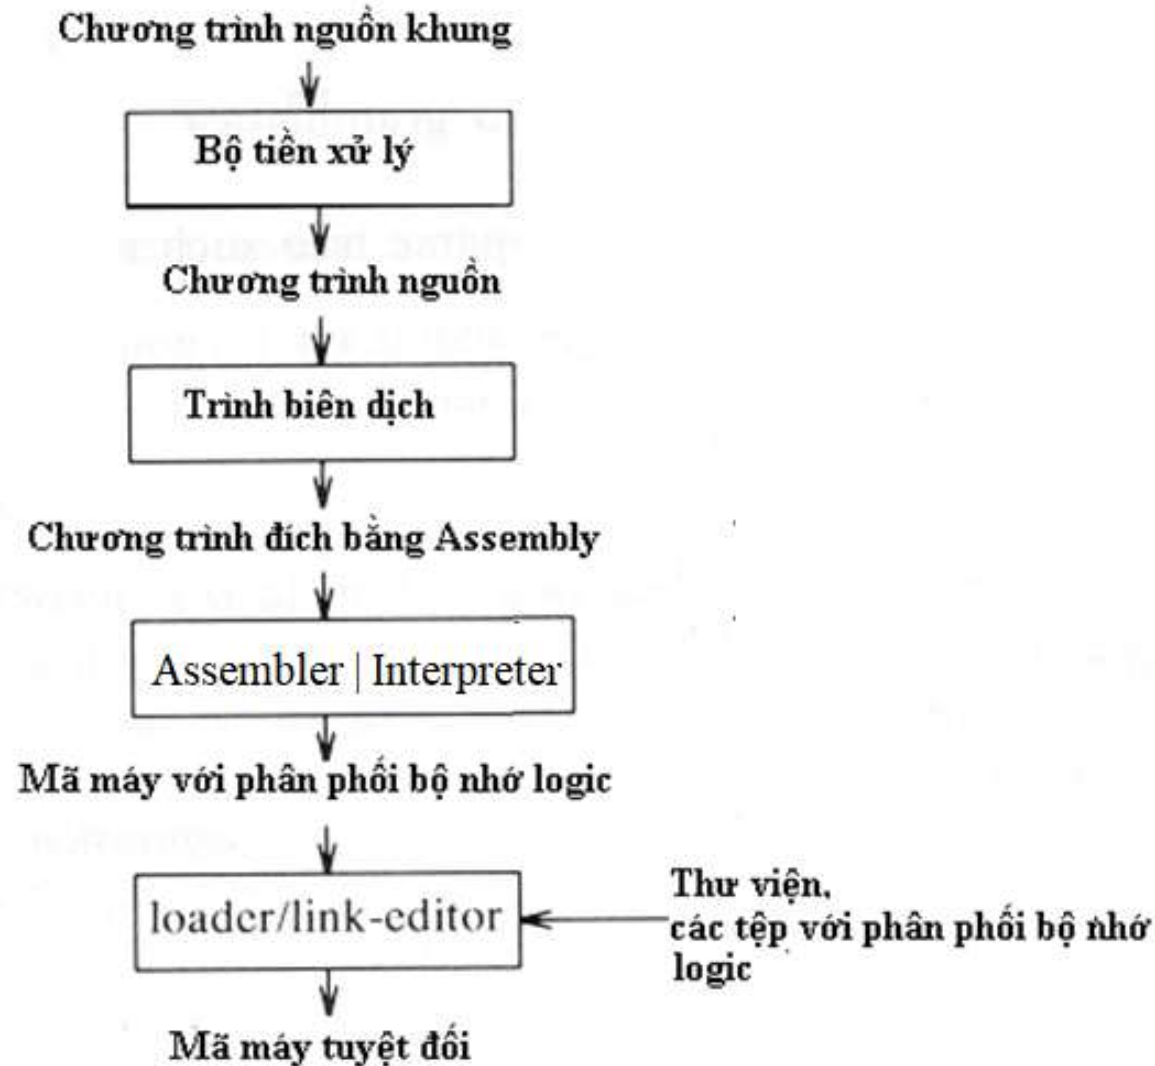 Chương trình nguồn khung
Bộ tiền xử lý
Chương trình nguồn
Trình biên dịch
Chương trình đích bằng Assembly
Assembler | Interpreter
Mã máy với phân phối bộ nhớ logic
loader/link-editor
Thư viện,
các tệp với phân phối bộ nhớ
logic
Mã máy tuyệt đối